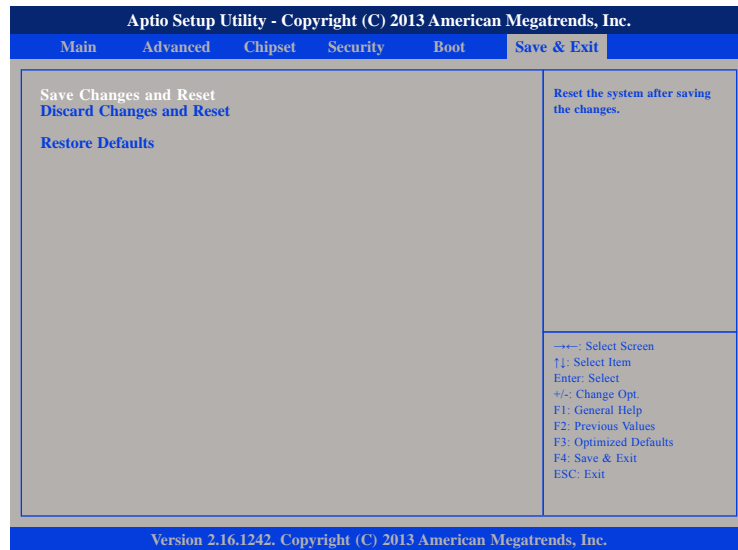 Aptio Setup Utility - Copyright (C) 2013 American Megatrends, Inc.
Main Advanced Chipset Security Boot Save & Exit
Save Changes and Reset
Discard Changes and Reset
Restore Defaults
Reset the system after saving
the changes.
→←: Select Screen
↑↓: Select Item
Enter: Select
+/-: Change Opt.
F1: General Help
F2: Previous Values
F3: Optimized Defaults
F4: Save & Exit
ESC: Exit
Version 2.16.1242. Copyright (C) 2013 American Megatrends, Inc.